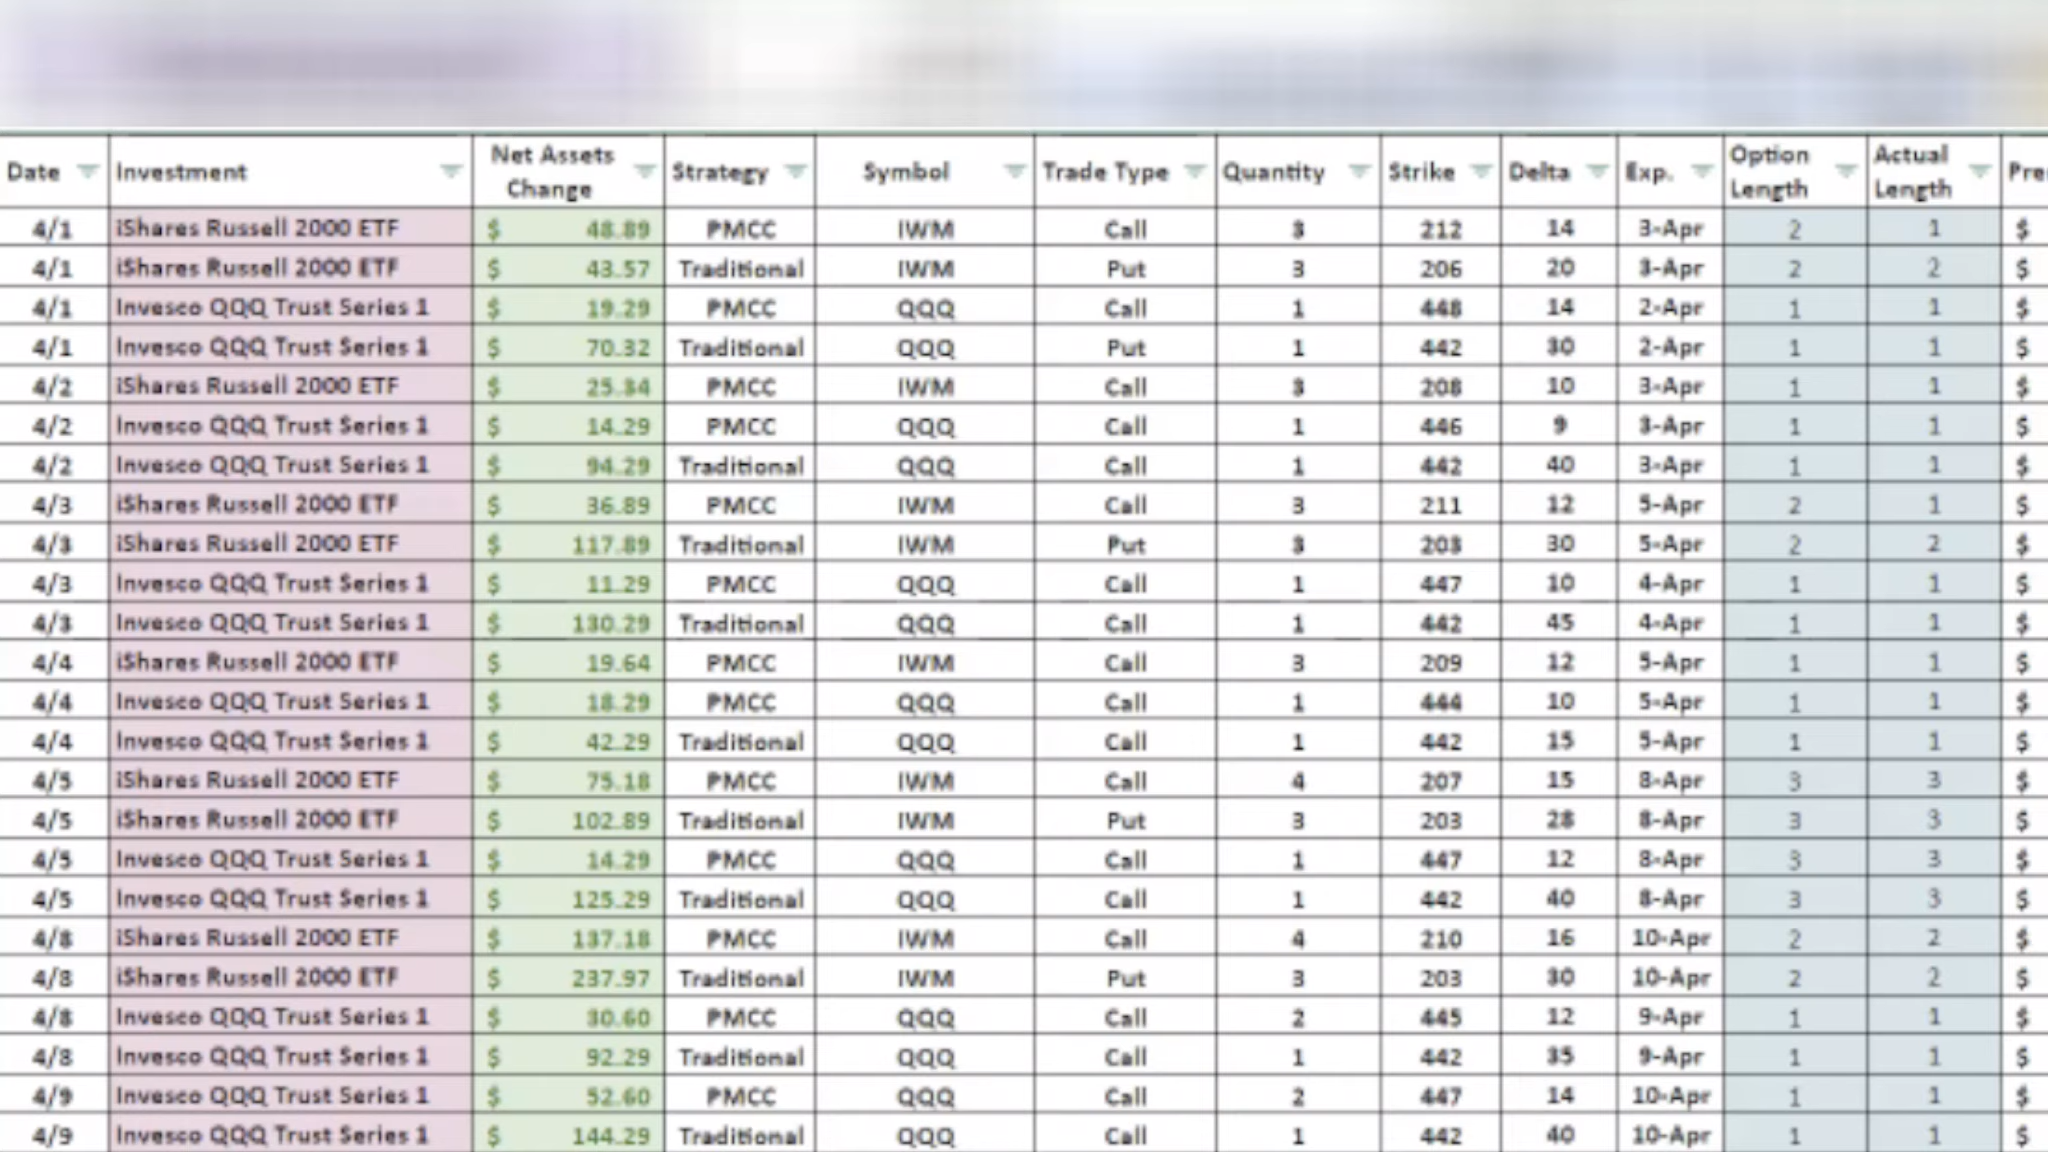 Date Investment Net Assets Change Strategy Symbol Trade Type Quantity Strike Delta Exp. Option Length Actual Length Pre
4/1 iShares Russell 2000 ETF $ 48.89 PMCC IWM Call 3 212 14 3-Apr 2 1 $
4/1 iShares Russell 2000 ETF $ 43.57 Traditional IWM Put 3 206 20 3-Apr 2 2 $
4/1 Invesco QQQ Trust Series 1 $ 19.29 PMCC QQQ Call 1 448 14 2-Apr 1 1 $
4/1 Invesco QQQ Trust Series 1 $ 70.32 Traditional QQQ Put 1 442 30 2-Apr 1 1 $
4/2 iShares Russell 2000 ETF $ 25.34 PMCC IWM Call 3 208 10 3-Apr 1 1 $
4/2 Invesco QQQ Trust Series 1 $ 14.29 PMCC QQQ Call 1 446 9 3-Apr 1 1 $
4/2 Invesco QQQ Trust Series 1 $ 94.29 Traditional QQQ Call 1 442 40 3-Apr 1 1 $
4/3 iShares Russell 2000 ETF $ 36.89 PMCC IWM Call 3 211 12 5-Apr 2 1 $
4/3 iShares Russell 2000 ETF $ 117.89 Traditional IWM Put 3 203 30 5-Apr 2 2 $
4/3 Invesco QQQ Trust Series 1 $ 11.29 PMCC QQQ Call 1 447 10 4-Apr 1 1 $
4/3 Invesco QQQ Trust Series 1 $ 130.29 Traditional QQQ Call 1 442 45 4-Apr 1 1 $
4/4 iShares Russell 2000 ETF $ 19.64 PMCC IWM Call 3 209 12 5-Apr 1 1 $
4/4 Invesco QQQ Trust Series 1 $ 18.29 PMCC QQQ Call 1 444 10 5-Apr 1 1 $
4/4 Invesco QQQ Trust Series 1 $ 42.29 Traditional QQQ Call 1 442 15 5-Apr 1 1 $
4/5 iShares Russell 2000 ETF $ 75.18 PMCC IWM Call 4 207 15 8-Apr 3 3 $
4/5 iShares Russell 2000 ETF $ 102.89 Traditional IWM Put 3 203 28 8-Apr 3 3 $
4/5 Invesco QQQ Trust Series 1 $ 14.29 PMCC QQQ Call 1 447 12 8-Apr 3 3 $
4/5 Invesco QQQ Trust Series 1 $ 125.29 Traditional QQQ Call 1 442 40 8-Apr 3 3 $
4/8 iShares Russell 2000 ETF $ 137.18 PMCC IWM Call 4 210 16 10-Apr 2 2 $
4/8 iShares Russell 2000 ETF $ 237.97 Traditional IWM Put 3 203 30 10-Apr 2 2 $
4/8 Invesco QQQ Trust Series 1 $ 30.60 PMCC QQQ Call 2 445 12 9-Apr 1 1 $
4/8 Invesco QQQ Trust Series 1 $ 92.29 Traditional QQQ Call 1 442 35 9-Apr 1 1 $
4/9 Invesco QQQ Trust Series 1 $ 52.60 PMCC QQQ Call 2 447 14 10-Apr 1 1 $
4/9 Invesco QQQ Trust Series 1 $ 144.29 Traditional QQQ Call 1 442 40 10-Apr 1 1 $